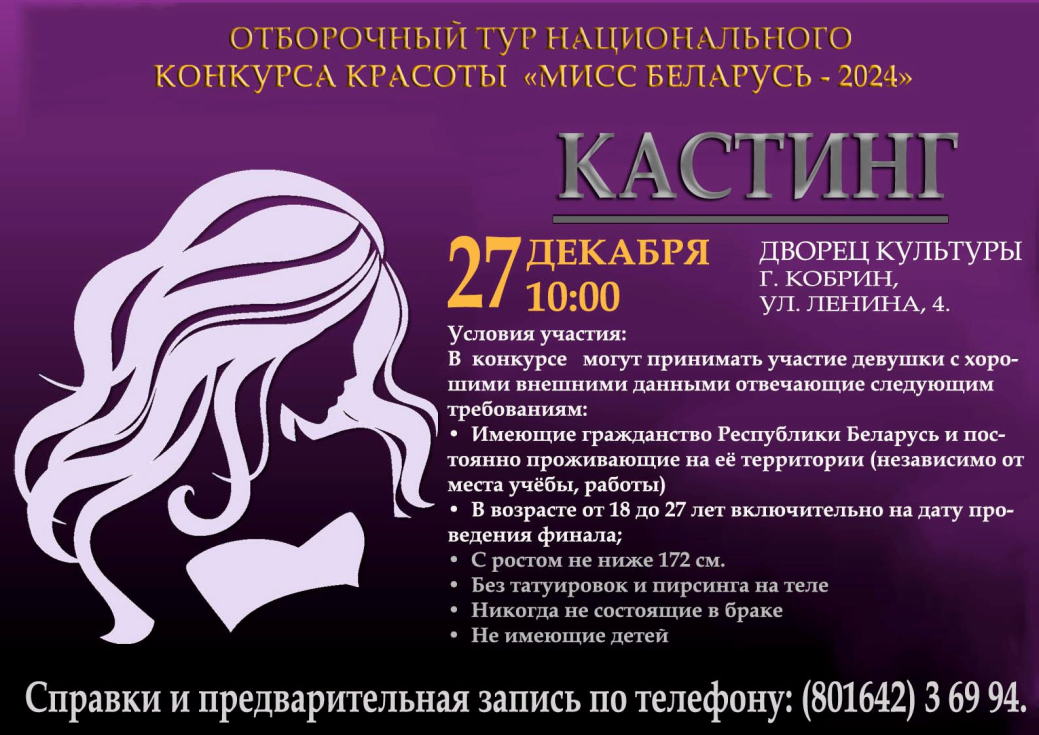 ОТБОРОЧНЫЙ ТУР НАЦИОНАЛЬНОГО
КОНКУРСА КРАСОТЫ «МИСС БЕЛАРУСЬ - 2024»
КАСТИНГ
27 ДЕКАБРЯ
10:00
ДВОРЕЦ КУЛЬТУРЫ
Г. КОБРИН,
УЛ. ЛЕНИНА, 4.
Условия участия:
В конкурсе могут принимать участие девушки с хоро-
шими внешними данными отвечающие следующим
требованиям:
• Имеющие гражданство Республики Беларусь и пос-
тоянно проживающие на её территории (независимо от
места учёбы, работы)
• В возрасте от 18 до 27 лет включительно на дату про-
ведения финала;
• С ростом не ниже 172 см.
• Без татуировок и пирсинга на теле
• Никогда не состоящие в браке
• Не имеющие детей
Справки и предварительная запись по телефону: (801642) 3 69 94.